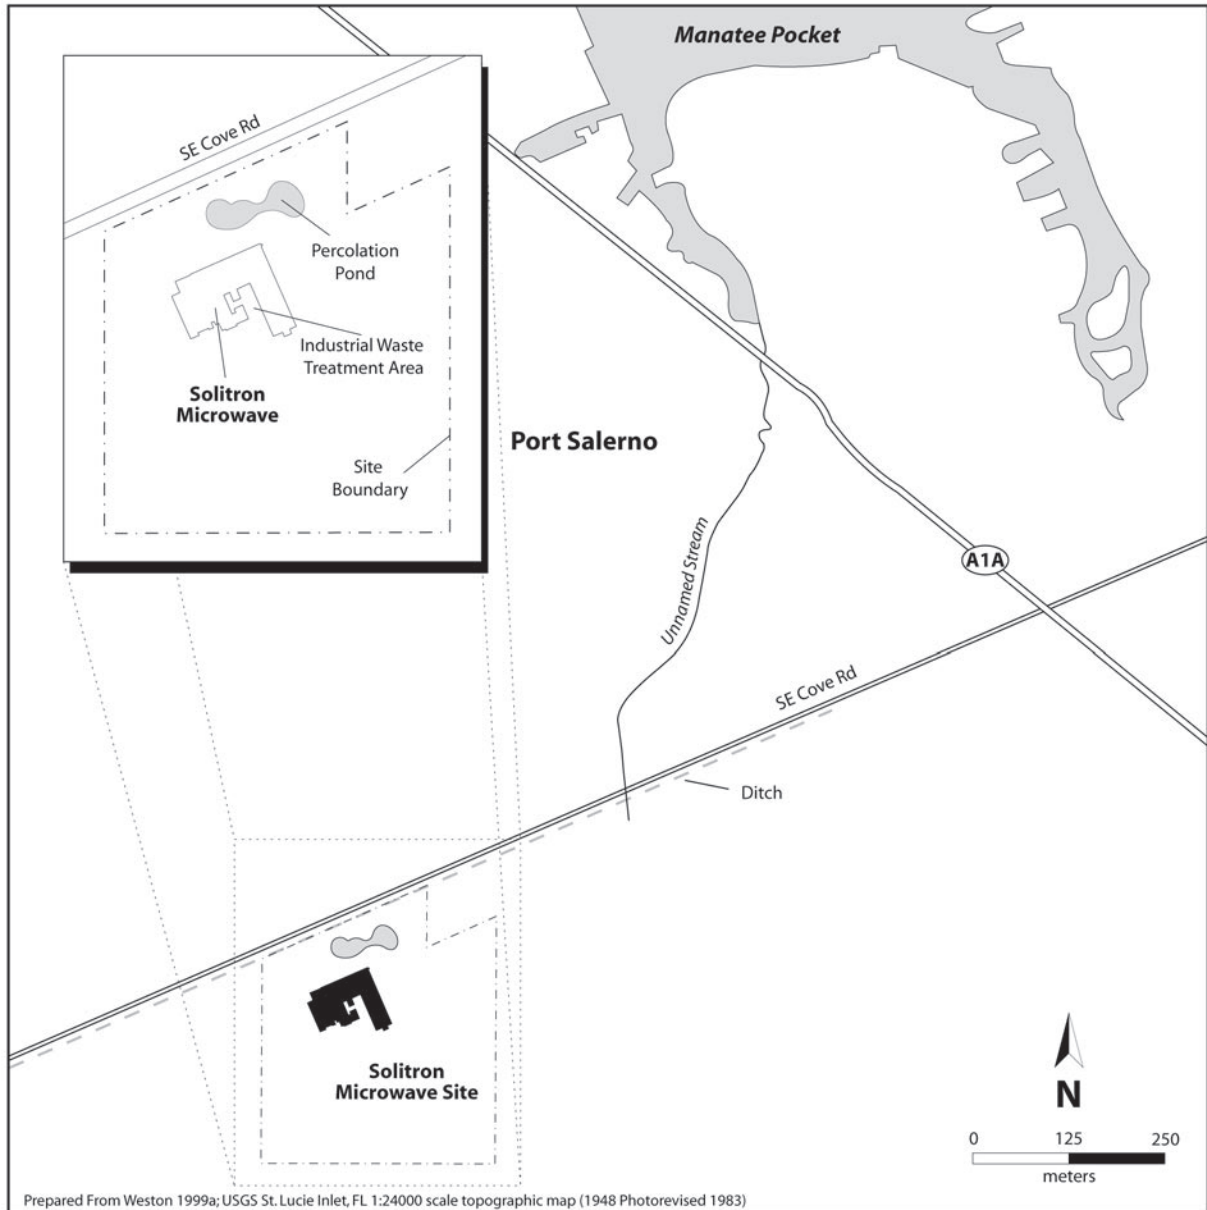 Manatee Pocket
SE Cove Rd
Percolation
Pond
Industrial Waste
Treatment Area
Solitron
Microwave
Site
Boundary
Port Salerno
Unnamed Stream
A1A
SE Cove Rd
Ditch
Solitron
Microwave Site
N
0 125 250
meters
Prepared From Weston 1999a; USGS St. Lucie Inlet, FL 1:24000 scale topographic map (1948 Photorevised 1983)